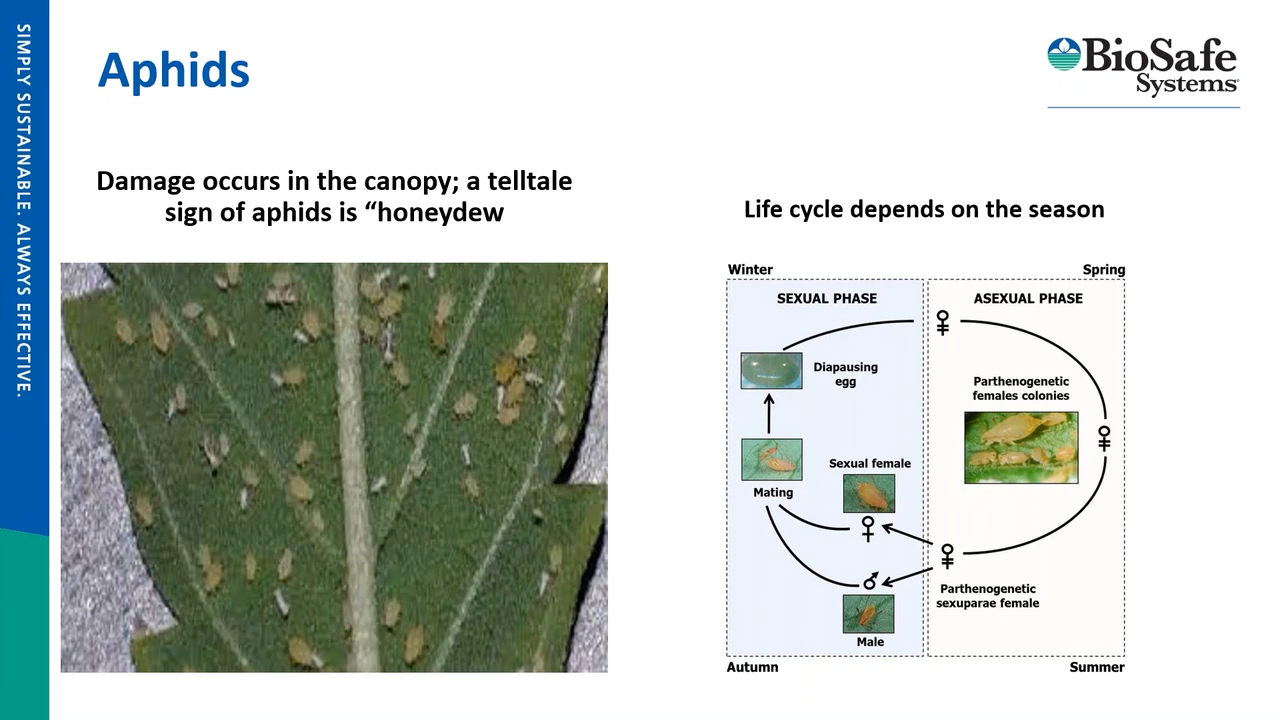 SIMPLY SUSTAINABLE. ALWAYS EFFECTIVE.
Aphids
BioSafe
Systems
Damage occurs in the canopy; a telltale
sign of aphids is “honeydew
Life cycle depends on the season
Winter
Spring
SEXUAL PHASE
ASEXUAL PHASE
Diapausing
egg
Parthenogenetic
females colonies
Sexual female
Mating
Parthenogenetic
sexuparae female
Male
Autumn
Summer